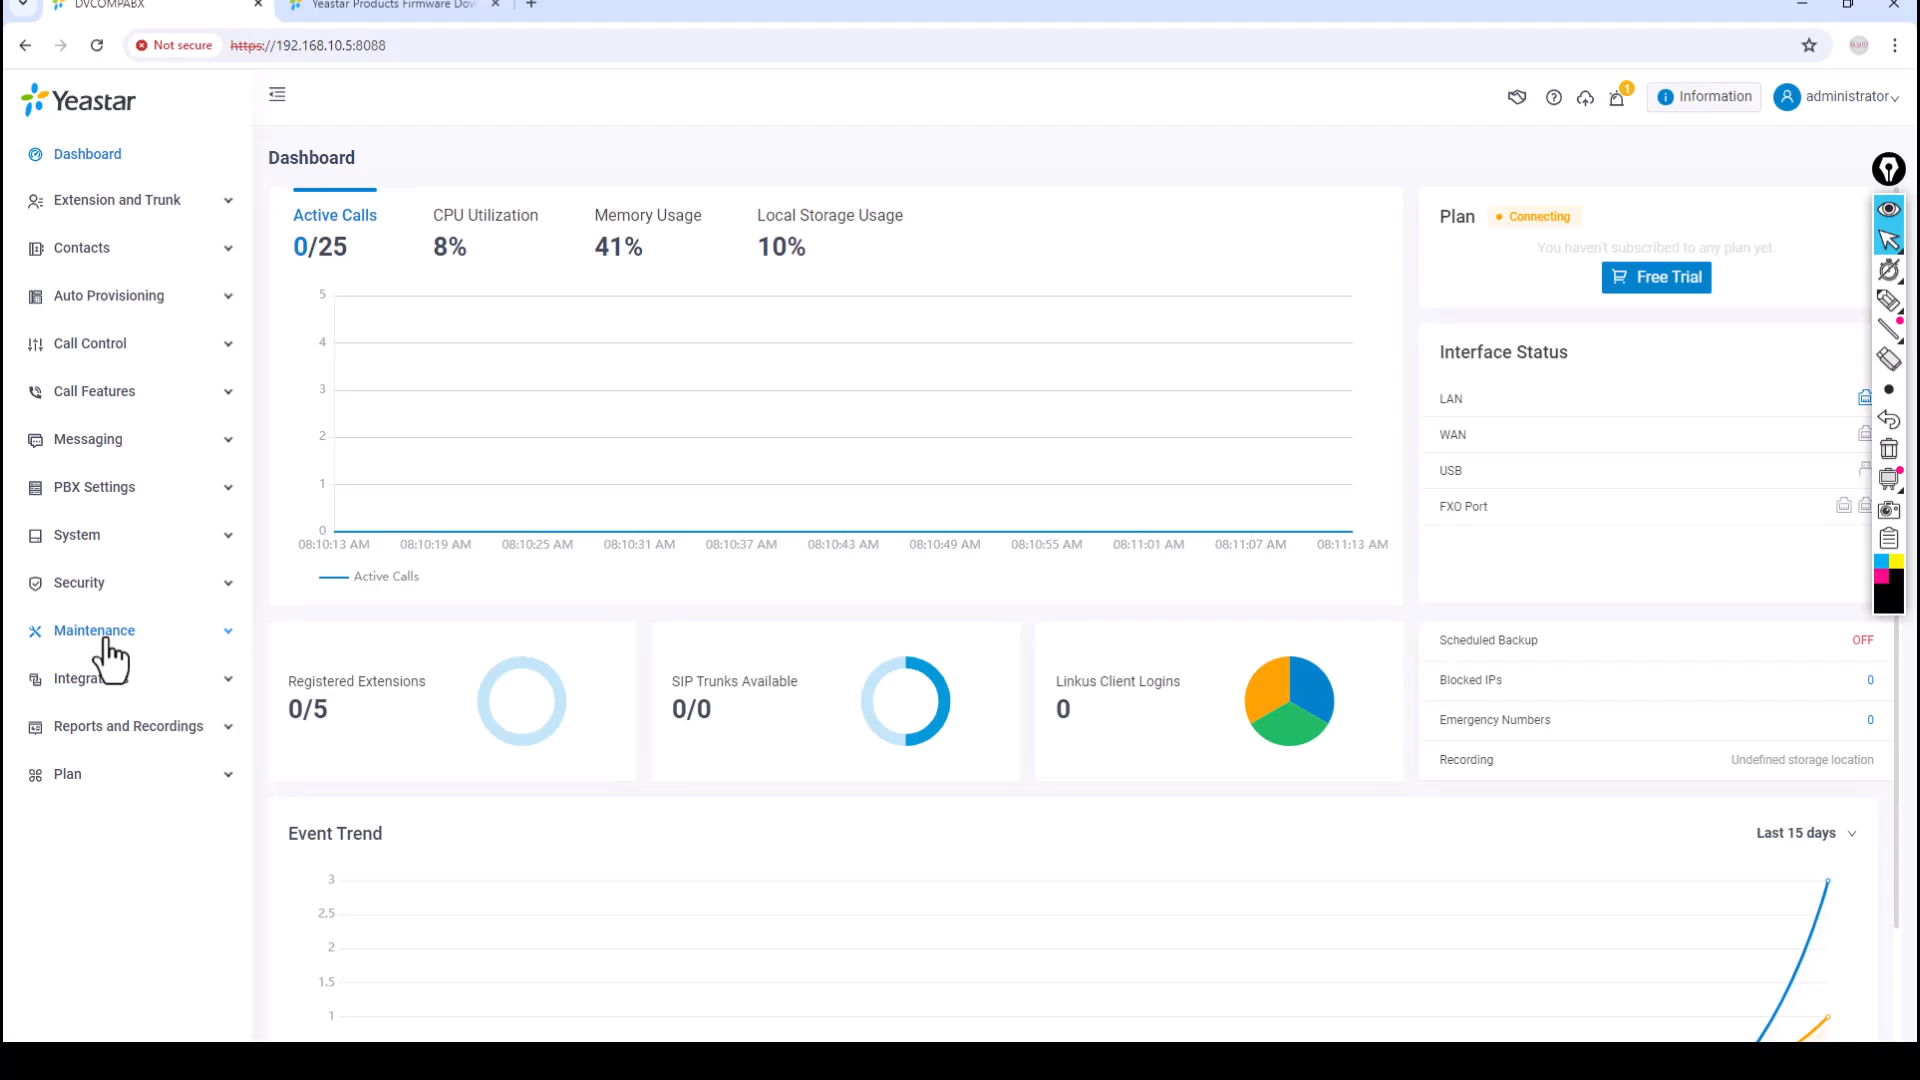 DVCOMPABX
Yeastar Products Firmware Dow
Not secure https://192.168.10.5:8088
Yeastar
1
Information
administrator
Dashboard
Extension and Trunk
Contacts
Auto Provisioning
Call Control
Call Features
Messaging
PBX Settings
System
Security
Maintenance
Integrat
Reports and Recordings
Plan
Dashboard
Active Calls CPU Utilization Memory Usage Local Storage Usage
0/25 8% 41% 10%
5
4
3
2
1
0
08:10:13 AM 08:10:19 AM 08:10:25 AM 08:10:31 AM 08:10:37 AM 08:10:43 AM 08:10:49 AM 08:10:55 AM 08:11:01 AM 08:11:07 AM 08:11:13 AM
Active Calls
Plan Connecting
You haven't subscribed to any plan yet.
Free Trial
Interface Status
LAN
WAN
USB
FXO Port
Registered Extensions
0/5
SIP Trunks Available
0/0
Linkus Client Logins
0
Scheduled Backup OFF
Blocked IPs 0
Emergency Numbers 0
Recording Undefined storage location
Event Trend Last 15 days
3
2.5
2
1.5
1